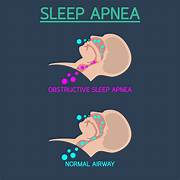 SLEEP APNEA
OBSTRUCTIVE SLEEP APNEA
NORMAL AIRWAY